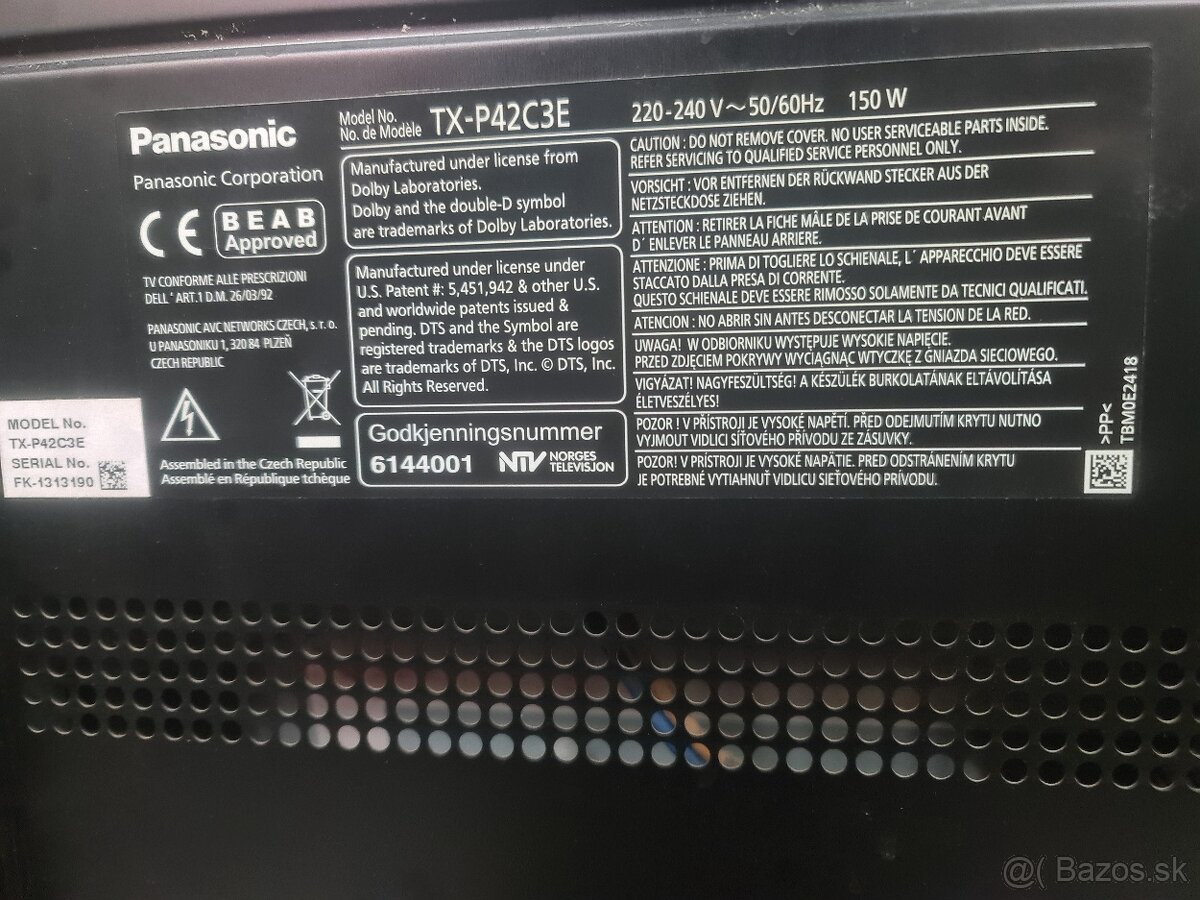 Panasonic
Panasonic Corporation
CE
BEAB
Approved
TV CONFORME ALLE PRESCRIZIONI
DELL' ART.1 D.M. 26/03/92
PANASONIC AVC NETWORKS CZECH, s. r. o.
U PANASONIKU 1, 320 84 PLZEŇ
CZECH REPUBLIC
Assembled in the Czech Republic
Assemblé en République tchèque
MODEL No.
TX-P42C3E
SERIAL No.
FK-1313190
Model No.
No. de Modèle
TX-P42C3E
Manufactured under license from
Dolby Laboratories.
Dolby and the double-D symbol
are trademarks of Dolby Laboratories.
Manufactured under license under
U.S. Patent #: 5,451,942 & other U.S.
and worldwide patents issued &
pending. DTS and the Symbol are
registered trademarks & the DTS logos
are trademarks of DTS, Inc. © DTS, Inc.
All Rights Reserved.
Godkjenningsnummer
6144001
NTV NORGES
TELEVISJON
220-240 V~50/60Hz 150 W
CAUTION : DO NOT REMOVE COVER. NO USER SERVICEABLE PARTS INSIDE.
REFER SERVICING TO QUALIFIED SERVICE PERSONNEL ONLY.
VORSICHT : VOR ENTFERNEN DER RÜCKWAND STECKER AUS DER
NETZSTECKDOSE ZIEHEN.
ATTENTION : RETIRER LA FICHE MÂLE DE LA PRISE DE COURANT AVANT
D´ ENLEVER LE PANNEAU ARRIERE.
ATTENZIONE : PRIMA DI TOGLIERE LO SCHIENALE, L´ APPARECCHIO DEVE ESSERE
STACCATO DALLA PRESA DI CORRENTE.
QUESTO SCHIENALE DEVE ESSERE RIMOSSO SOLAMENTE DA TECNICI QUALIFICATI.
ATENCION : NO ABRIR SIN ANTES DESCONECTAR LA TENSION DE LA RED.
UWAGA! W ODBIORNIKU WYSTĘPUJE WYSOKIE NAPIĘCIE.
PRZED ZDJĘCIEM POKRYWY WYCIĄGNĄC WTYCZKĘ Z GNIAZDA SIECIOWEGO.
VIGYÁZAT! NAGYFESZÜLTSÉG! A KÉSZÜLÉK BURKOLATÁNAK ELTÁVOLÍTÁSA
ÉLETVESZÉLYES!
POZOR ! V PŘÍSTROJI JE VYSOKÉ NAPĚTÍ. PŘED ODEJMUTÍM KRYTU NUTNO
VYJMOUT VIDLICI SÍŤOVÉHO PŘÍVODU ZE ZÁSUVKY.
POZOR! V PRÍSTROJI JE VYSOKÉ NAPÄTIE. PRED ODSTRÁNENÍM KRYTU
JE POTREBNÉ VYTIAHNUŤ VIDLICU SIEŤOVÉHO PRÍVODU.
>PP<
TBM0E2418
@( Bazos.sk